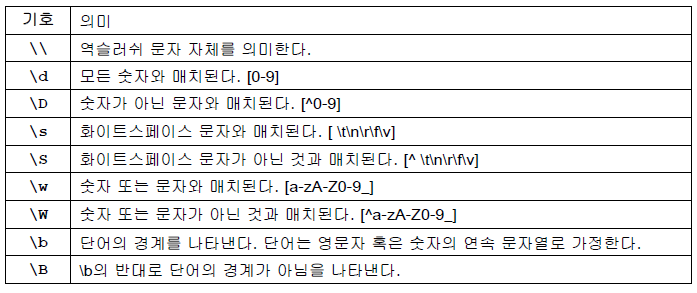 기호 의미
\\ 역슬러쉬 문자 자체를 의미한다.
\d 모든 숫자와 매치된다. [0-9]
\D 숫자가 아닌 문자와 매치된다. [^0-9]
\s 화이트스페이스 문자와 매치된다. [ \t\n\r\f\v]
\S 화이트스페이스 문자가 아닌 것과 매치된다. [^ \t\n\r\f\v]
\w 숫자 또는 문자와 매치된다. [a-zA-Z0-9_]
\W 숫자 또는 문자가 아닌 것과 매치된다. [^a-zA-Z0-9_]
\b 단어의 경계를 나타낸다. 단어는 영문자 혹은 숫자의 연속 문자열로 가정한다.
\B \b의 반대로 단어의 경계가 아님을 나타낸다.